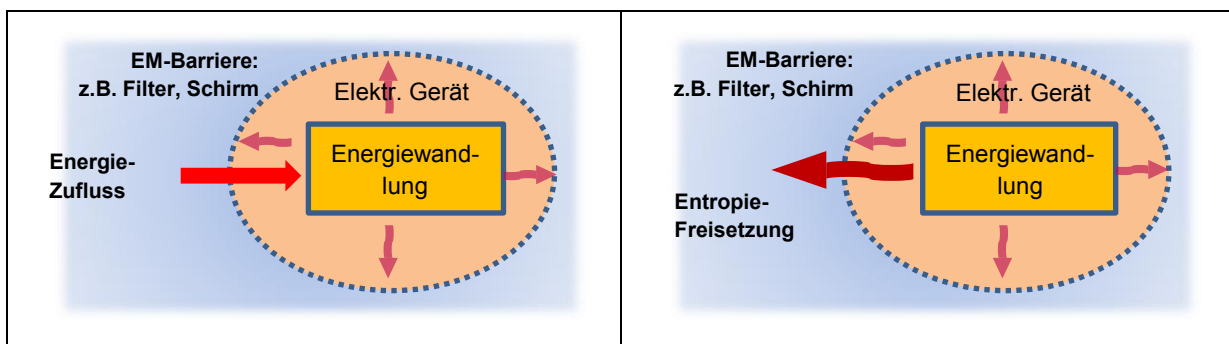 EM-Barriere:
z.B. Filter, Schirm
Elektr. Gerät
Energie-
Zufluss
Energiewand-
lung
EM-Barriere:
z.B. Filter, Schirm
Elektr. Gerät
Energiewand-
lung
Entropie-
Freisetzung